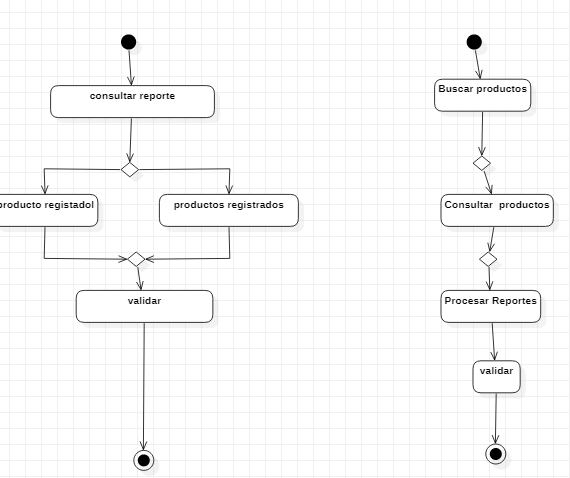 consultar reporte
producto registadol
productos registrados
validar
Buscar productos
Consultar productos
Procesar Reportes
validar